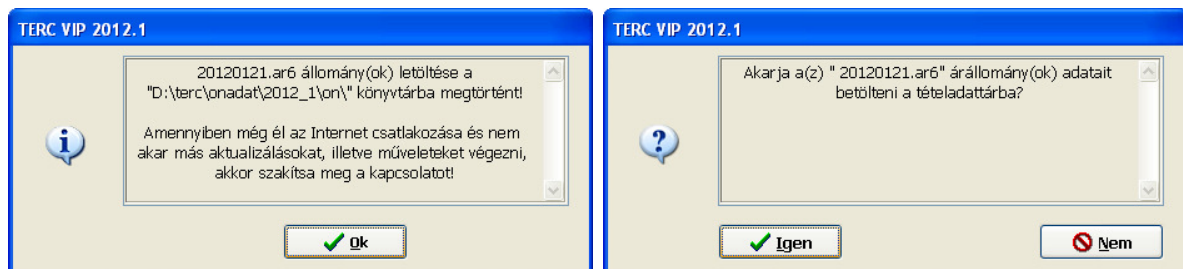 TERC VIP 2012.1
20120121.ar6 állomány(ok) letöltése a
"D:\terc\onadat\2012_1\on\" könyvtárba megtörtént!
Amennyiben még él az Internet csatlakozása és nem
akar más aktualizálásokat, illetve műveleteket végezni,
akkor szakítsa meg a kapcsolatot!
Ok
TERC VIP 2012.1
Akarja a(z) " 20120121.ar6" árállomány(ok) adatait
betölteni a tételadattárba?
Igen
Nem